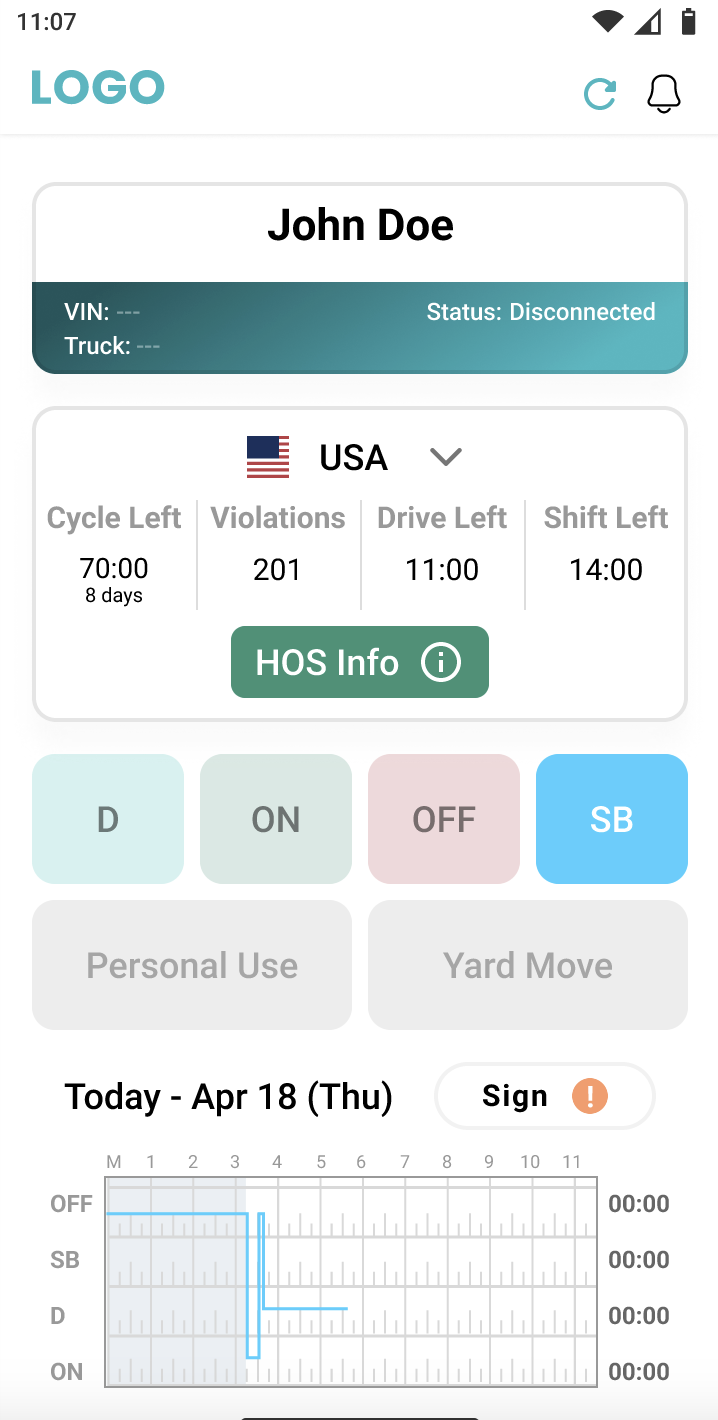 11:07
LOGO
John Doe
VIN: ---
Status: Disconnected
Truck: ---
USA
Cycle Left Violations Drive Left Shift Left
70:00 201 11:00 14:00
8 days
HOS Info
D ON OFF SB
Personal Use Yard Move
Today - Apr 18 (Thu) Sign !
M 1 2 3 4 5 6 7 8 9 10 11
OFF 00:00
SB 00:00
D 00:00
ON 00:00